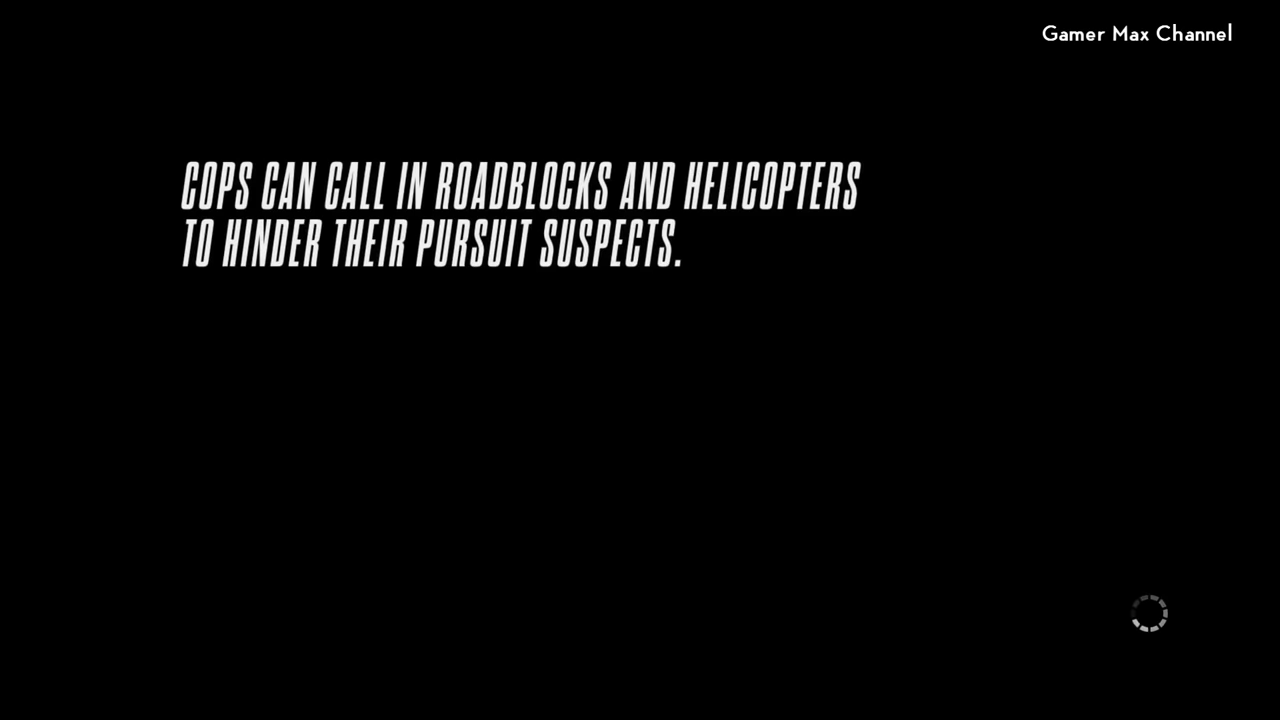 Gamer Max Channel
COPS CAN CALL IN ROADBLOCKS AND HELICOPTERS
TO HINDER THEIR PURSUIT SUSPECTS.